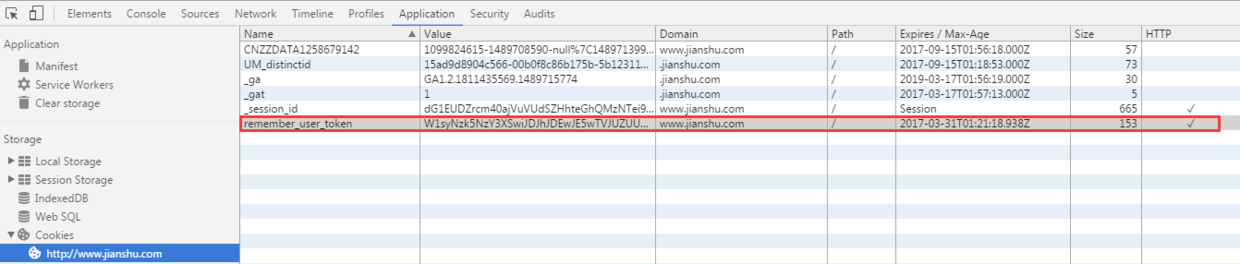 Elements Console Sources Network Timeline Profiles Application Security Audits
Application
Manifest
Service Workers
Clear storage
Storage
Local Storage
Session Storage
IndexedDB
Web SQL
Cookies
http://www.jianshu.com
Name Value Domain Path Expires / Max-Age Size HTTP
CNZZDATA1258679142 1099824615-1489708590-null%7C148971399... www.jianshu.com / 2017-09-15T01:56:18.000Z 57
UM_distinctid 15ad9d8904c566-00b0f8c86b175b-5b12311... .jianshu.com / 2017-09-15T01:18:53.000Z 73
_ga GA1.2.1811435569.1489715774 .jianshu.com / 2019-03-17T01:56:19.000Z 30
_gat 1 .jianshu.com / 2017-03-17T01:57:13.000Z 5
_session_id dG1EUDZrcm40ajVuVUdSZHhteGhQMzNTei9... www.jianshu.com / Session 665 ✓
remember_user_token W1syNzk5NzY3XSwiJDJhJDEwJE5wTVJUZUU... www.jianshu.com / 2017-03-31T01:21:18.938Z 153 ✓